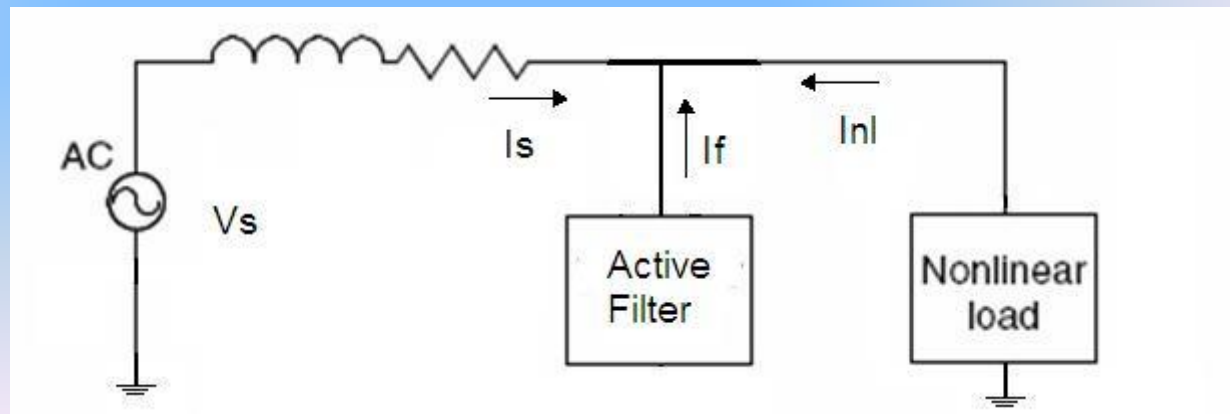 AC
Vs
Is
If
Inl
Active
Filter
Nonlinear
load